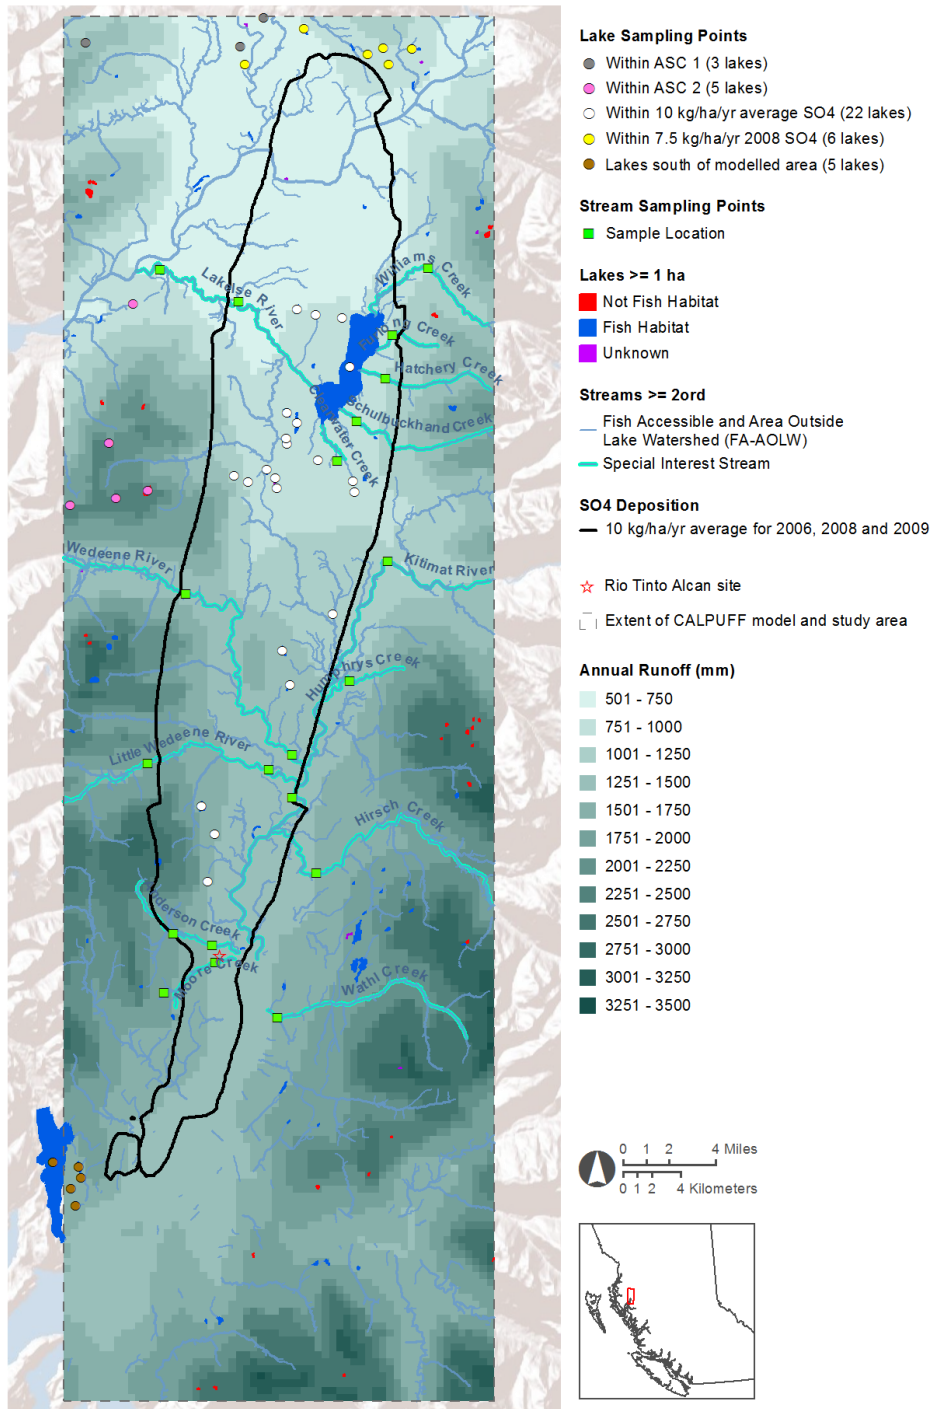 Lake Sampling Points
Within ASC 1 (3 lakes)
Within ASC 2 (5 lakes)
Within 10 kg/ha/yr average SO4 (22 lakes)
Within 7.5 kg/ha/yr 2008 SO4 (6 lakes)
Lakes south of modelled area (5 lakes)
Stream Sampling Points
Sample Location
Lakes >= 1 ha
Not Fish Habitat
Fish Habitat
Unknown
Streams >= 2ord
Fish Accessible and Area Outside
Lake Watershed (FA-AOLW)
Special Interest Stream
SO4 Deposition
10 kg/ha/yr average for 2006, 2008 and 2009
Rio Tinto Alcan site
Extent of CALPUFF model and study area
Annual Runoff (mm)
501 - 750
751 - 1000
1001 - 1250
1251 - 1500
1501 - 1750
1751 - 2000
2001 - 2250
2251 - 2500
2501 - 2750
2751 - 3000
3001 - 3250
3251 - 3500
0 1 2 4 Miles
0 1 2 4 Kilometers
Williams Creek
Lakelse River
Furlong Creek
Hatchery Creek
Schulbuckhand Creek
Clearwater Creek
Wedeene River
Kitimat River
Humphrys Creek
Little Wedeene River
Hirsch Creek
Anderson Creek
Moore Creek
Wathl Creek